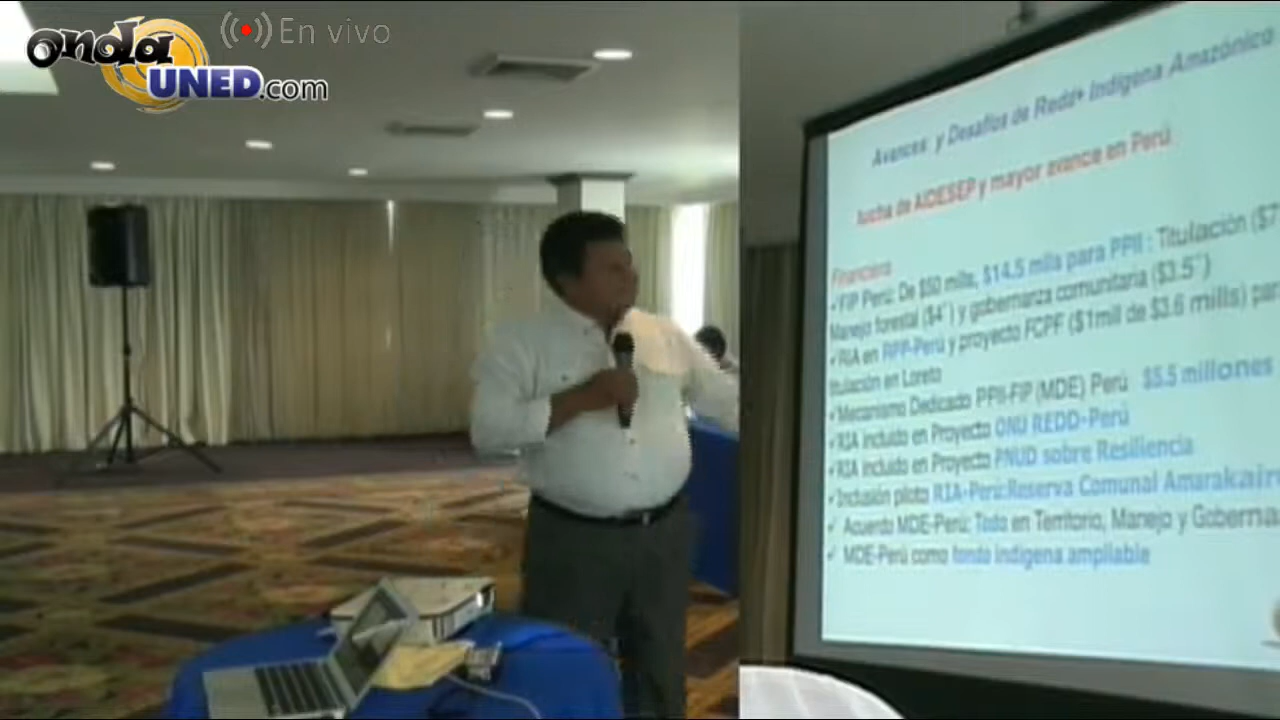 onda
UNED.com
En vivo
Avances y Desafíos de Redd+ Indígena Amazónico
lucha de AIDESEP y mayor avance en Perú
Financiera
✓FIP Perú: De $50 mils, $14.5 mils para PPII : Titulación ($7
Manejo forestal ($4¨) y gobernanza comunitaria ($3.5¨)
✓RIA en RPP-Perú y proyecto FCPF ($1mil de $3.6 mills) para
titulación en Loreto
✓Mecanismo Dedicado PPII-FIP (MDE) Perú $5.5 millones
✓RIA incluido en Proyecto ONU REDD-Perú
✓RIA incluido en Proyecto PNUD sobre Resiliencia
✓Inclusión piloto RIA-Perú:Reserva Comunal Amarakaire
✓ Acuerdo MDE-Perú: Todo en Territorio, Manejo y Goberna
✓ MDE-Perú como fondo indígena ampliable